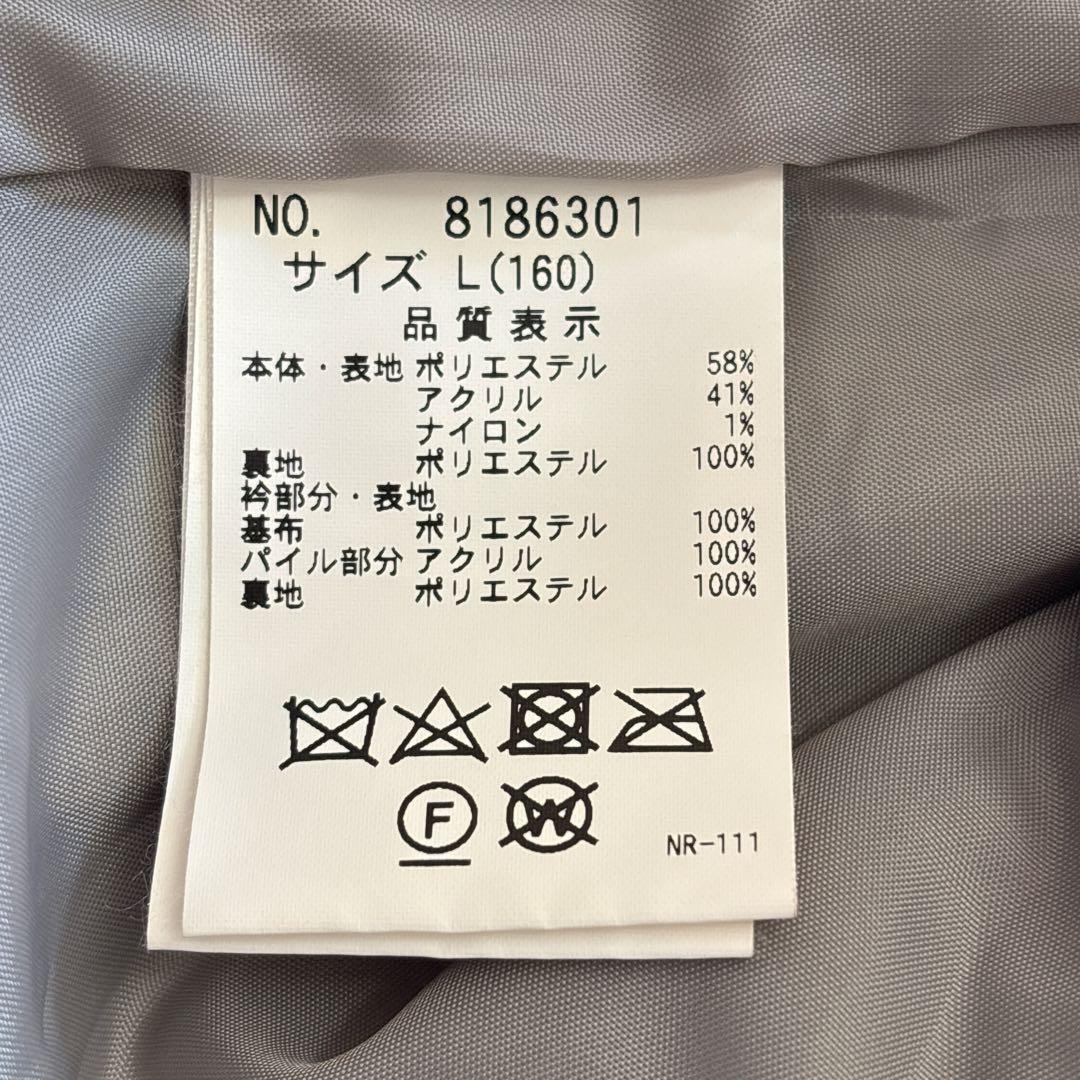 NO. 8186301
サイズ L(160)
品質表示
本体・表地 ポリエステル 58%
アクリル 41%
ナイロン 1%
裏地 ポリエステル 100%
衿部分・表地
基布 ポリエステル 100%
パイル部分 アクリル 100%
裏地 ポリエステル 100%
F W
NR-111